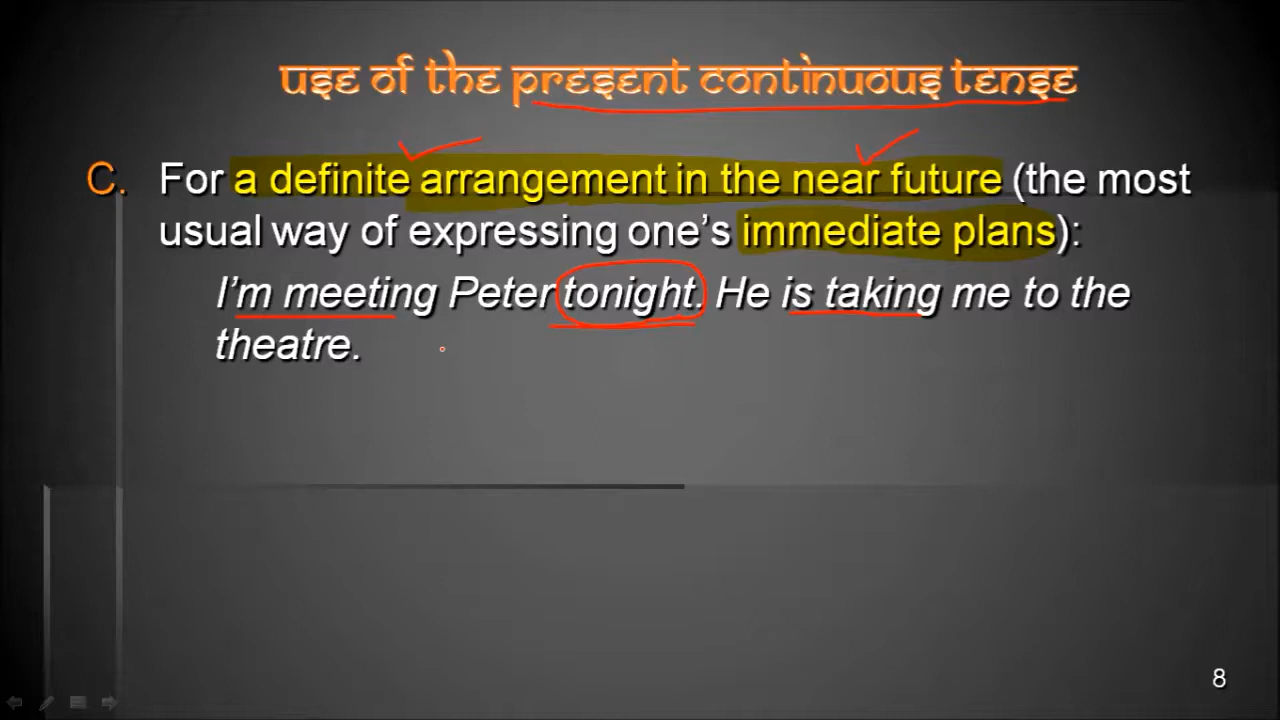 use of the present continuous tense
C. For a definite arrangement in the near future (the most
usual way of expressing one's immediate plans):
I'm meeting Peter tonight. He is taking me to the
theatre.
8